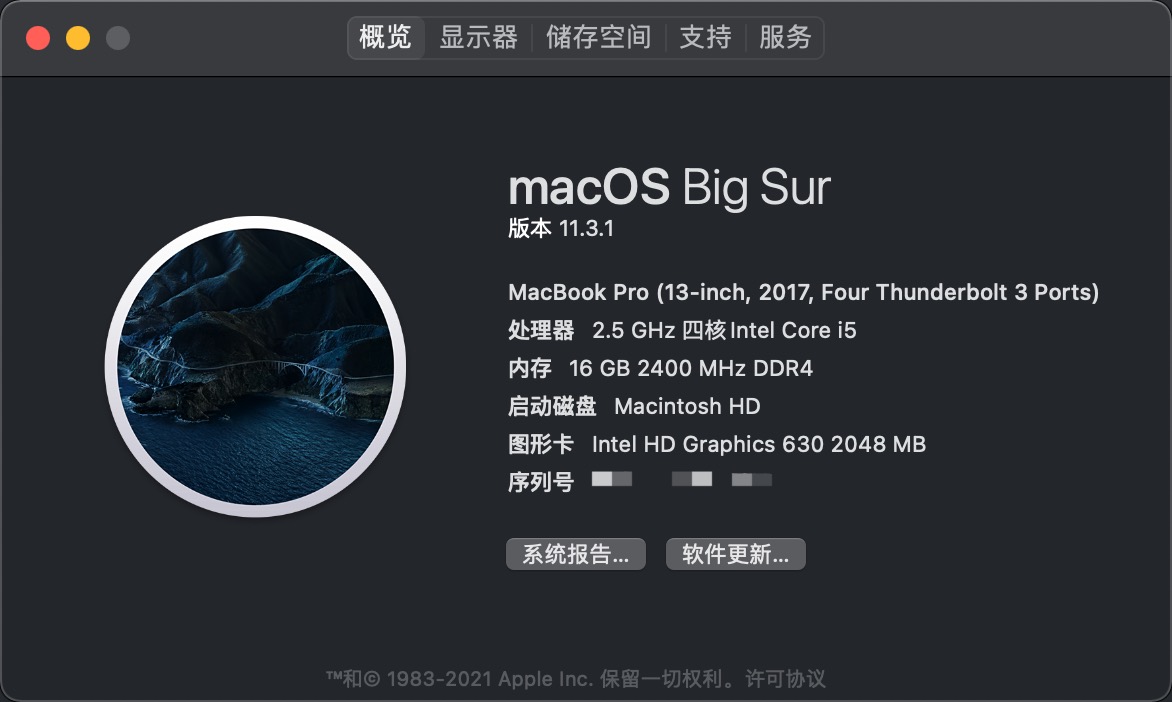 概览 显示器 储存空间 支持 服务
macOS Big Sur
版本 11.3.1
MacBook Pro (13-inch, 2017, Four Thunderbolt 3 Ports)
处理器 2.5 GHz 四核Intel Core i5
内存 16 GB 2400 MHz DDR4
启动磁盘 Macintosh HD
图形卡 Intel HD Graphics 630 2048 MB
序列号
系统报告... 软件更新...
™和© 1983-2021 Apple Inc. 保留一切权利。许可协议